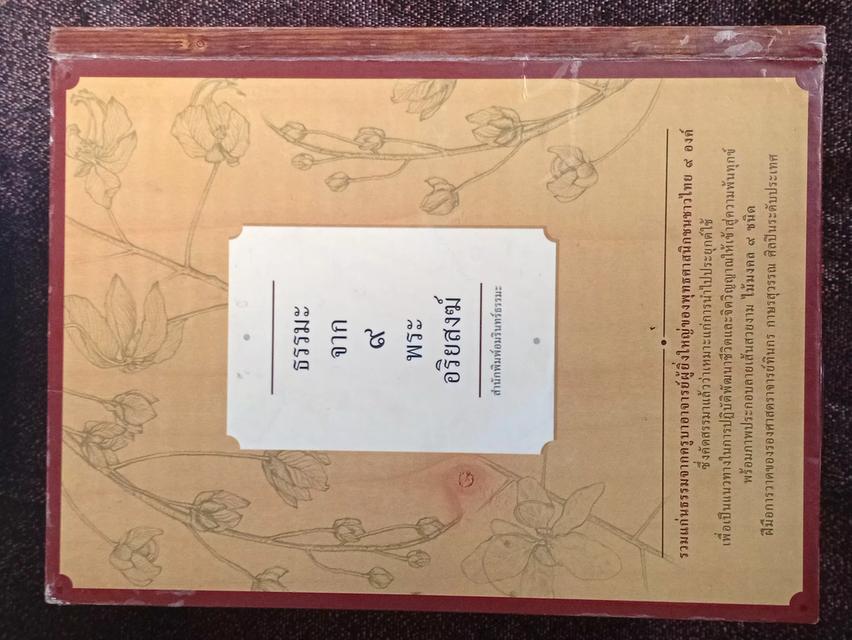 ธรรมะ
จาก
๙
พระ
อริยสงฆ์
สำนักพิมพ์อมรินทร์ธรรมะ
รวมแก่นธรรมจากครูบาอาจารย์ผู้ยิ่งใหญ่ของพุทธศาสนิกชนชาวไทย ๙ องค์
ซึ่งคัดสรรมาแล้วว่าเหมาะแก่การนำไปประยุกต์ใช้
เพื่อเป็นแนวทางในการปฏิบัติพัฒนาชีวิตและจิตวิญญาณให้เข้าสู่ความพ้นทุกข์
พร้อมภาพประกอบลายเส้นสวยงาม ไม้มงคล ๙ ชนิด
ฝีมือการวาดของรองศาสตราจารย์พินกร กาษรสุวรรณ ศิลปินระดับประเทศ